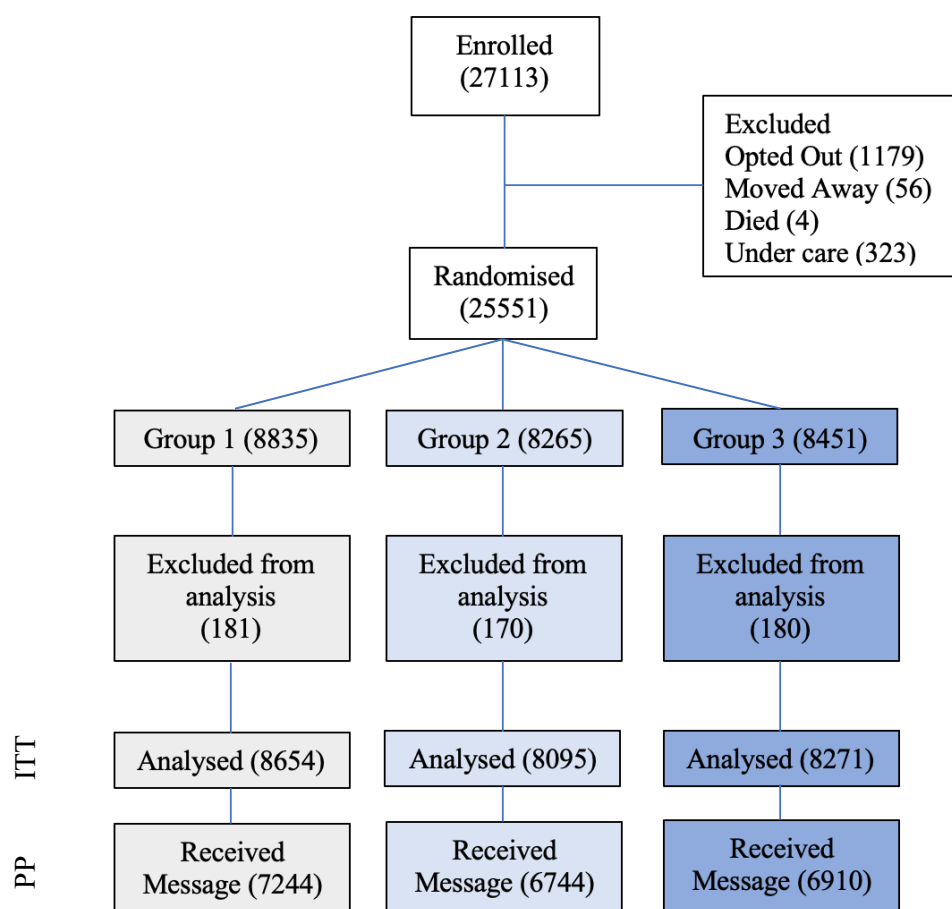 Enrolled
(27113)
Excluded
Opted Out (1179)
Moved Away (56)
Died (4)
Under care (323)
Randomised
(25551)
Group 1 (8835)
Group 2 (8265)
Group 3 (8451)
Excluded from
analysis
(181)
Excluded from
analysis
(170)
Excluded from
analysis
(180)
ITT
Analysed (8654)
Analysed (8095)
Analysed (8271)
PP
Received
Message (7244)
Received
Message (6744)
Received
Message (6910)